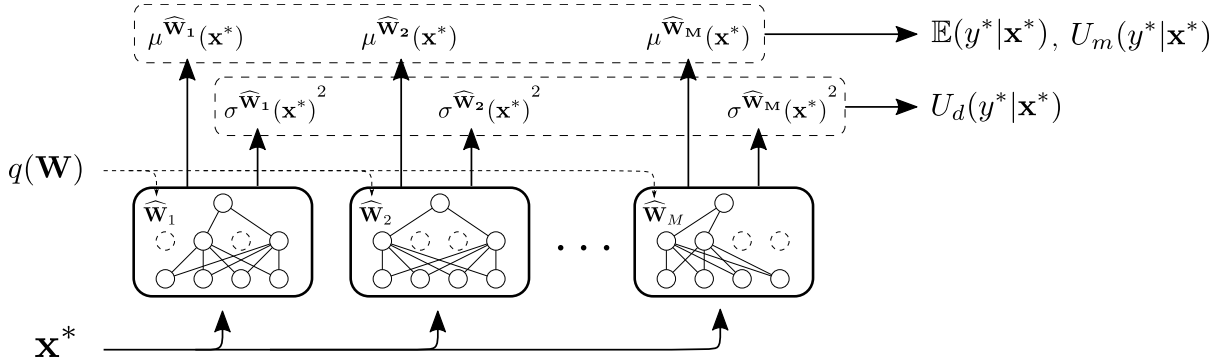 μ^Ŵ₁(x*) μ^Ŵ₂(x*) μ^Ŵ_M(x*) 𝔼(y*|x*), U_m(y*|x*)
σ^Ŵ₁(x*)² σ^Ŵ₂(x*)² σ^Ŵ_M(x*)² U_d(y*|x*)
q(W)
Ŵ₁ Ŵ₂ Ŵ_M
. . .
x*